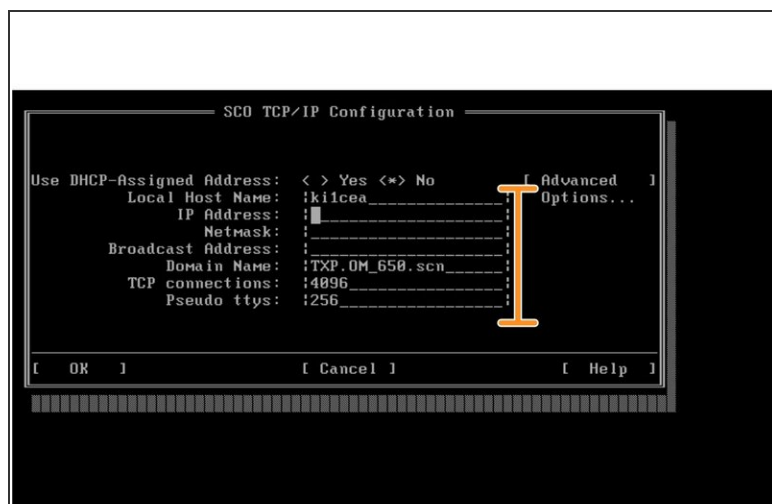 SCO TCP/IP Configuration
Use DHCP-Assigned Address: < > Yes <*> No [ Advanced ]
Local Host Name: ki1cea Options...
IP Address:
Netmask:
Broadcast Address:
Domain Name: TXP.OM_650.scn
TCP connections: 4096
Pseudo ttys: 256
[ OK ] [ Cancel ] [ Help ]